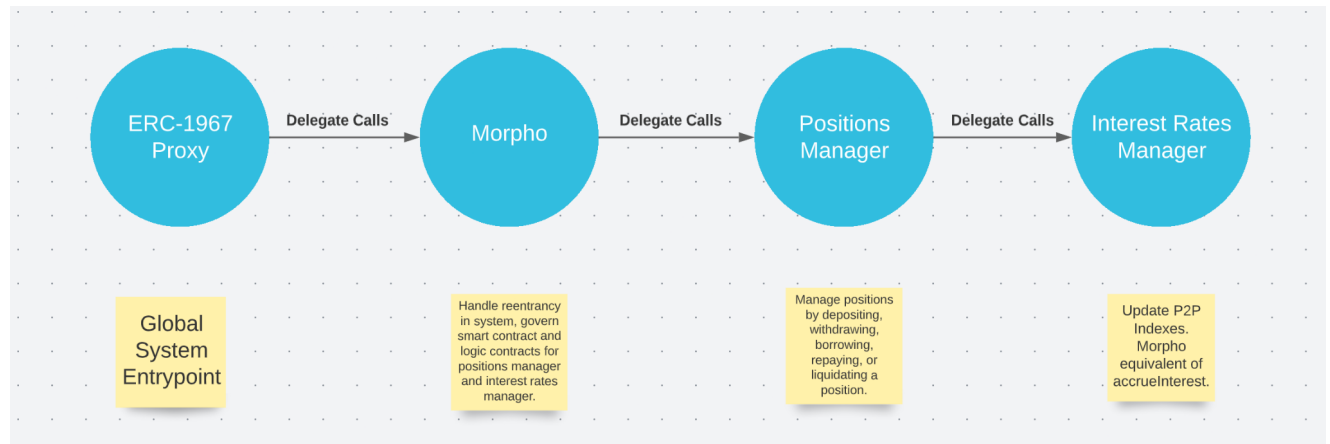 ERC-1967
Proxy
Delegate Calls
Morpho
Delegate Calls
Positions
Manager
Delegate Calls
Interest Rates
Manager
Global
System
Entrypoint
Handle reentrancy
in system, govern
smart contract and
logic contracts for
positions manager
and interest rates
manager.
Manage positions
by depositing,
withdrawing,
borrowing,
repaying, or
liquidating a
position.
Update P2P
Indexes.
Morpho
equivalent of
accrueInterest.